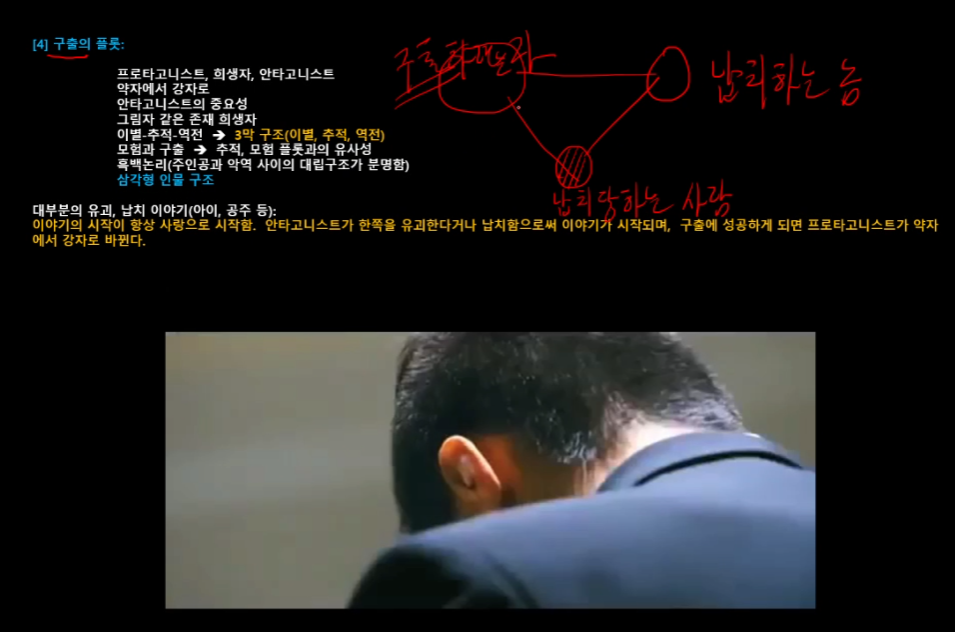 [4] 구출의 플롯:
프로타고니스트, 희생자, 안타고니스트
약자에서 강자로
안타고니스트의 중요성
그림자 같은 존재 희생자
이별-추적-역전 → 3막 구조(이별, 추적, 역전)
모험과 구출 → 추적, 모험 플롯과의 유사성
흑백논리(주인공과 악역 사이의 대립구조가 분명함)
삼각형 인물 구조
대부분의 유괴, 납치 이야기(아이, 공주 등):
이야기의 시작이 항상 사랑으로 시작함. 안타고니스트가 한쪽을 유괴한다거나 납치함으로써 이야기가 시작되며, 구출에 성공하게 되면 프로타고니스트가 약자
에서 강자로 바뀐다.
납치하는 놈
납치당하는 사람